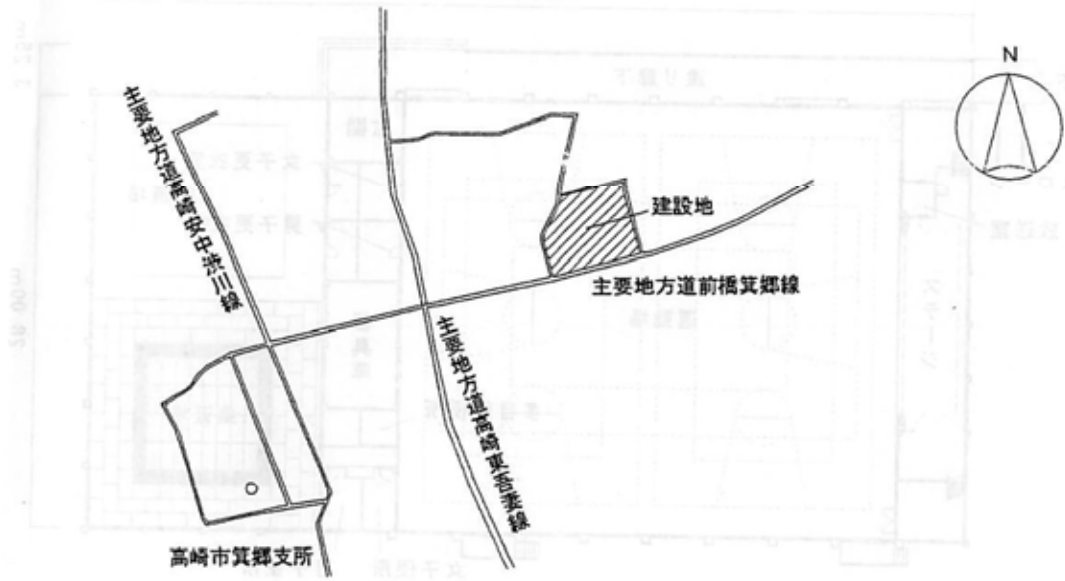 N
主要地方道高崎安中渋川線
建設地
主要地方道前橋箕郷線
主要地方道高崎東吾妻線
高崎市箕郷支所